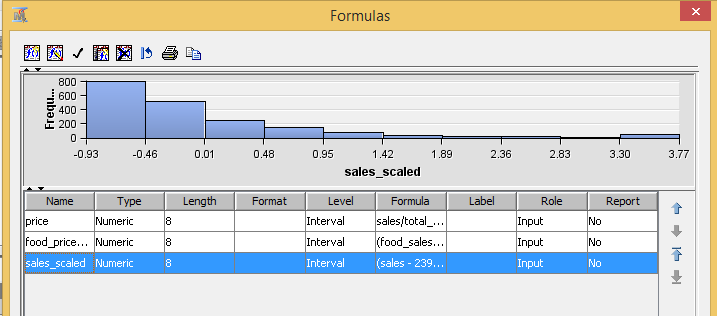 Formulas
Frequ...
800
600
400
200
0
-0.93 -0.46 0.01 0.48 0.95 1.42 1.89 2.36 2.83 3.30 3.77
sales_scaled
Name Type Length Format Level Formula Label Role Report
price Numeric 8 Interval sales/total_... Input No
food_price... Numeric 8 Interval (food_sales... Input No
sales_scaled Numeric 8 Interval (sales - 239... Input No